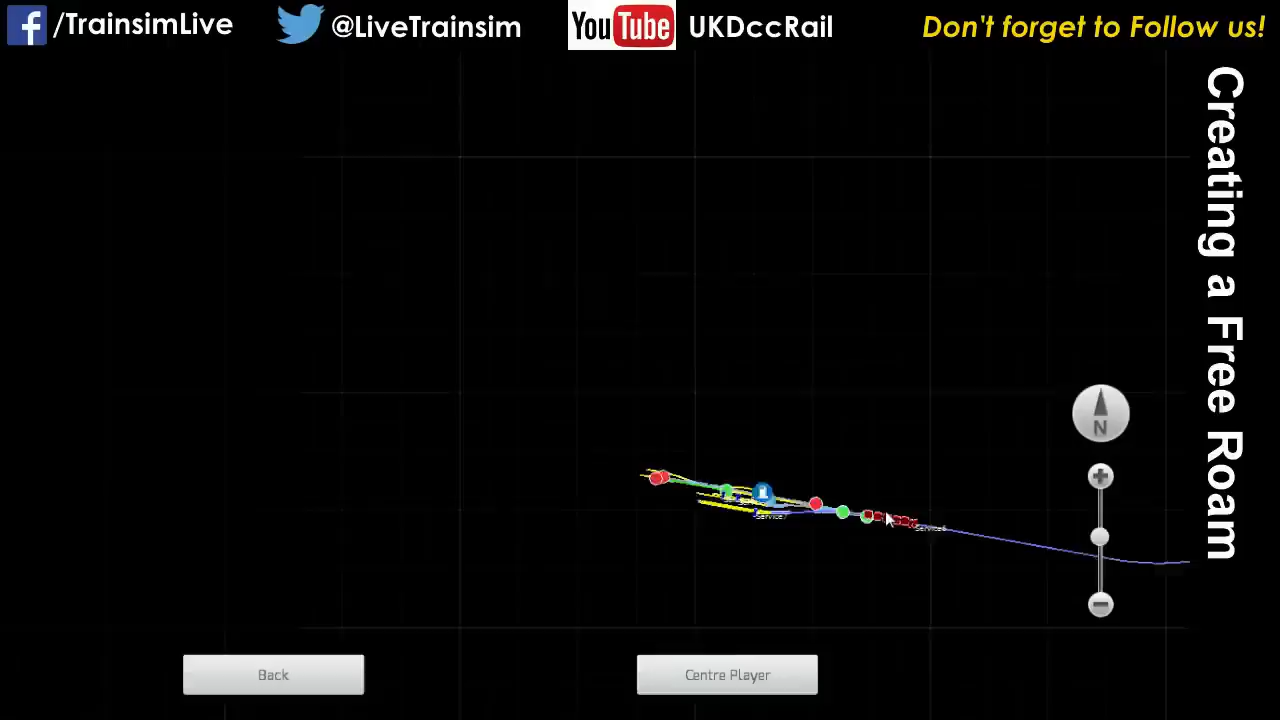 /TrainsimLive
@LiveTrainsim
YouTube
UKDccRail
Don't forget to Follow us!
Creating a Free Roam
N
Back
Centre Player